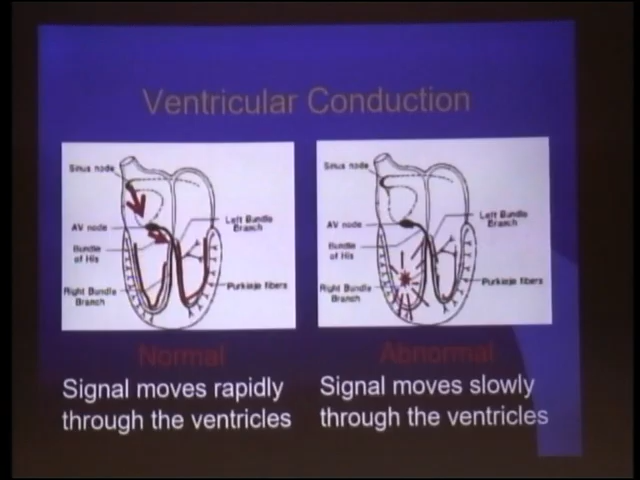 Ventricular Conduction
Sinus node
AV node
Bundle
of His
Right Bundle
Branch
Left Bundle
Branch
Purkinje fibers
Sinus node
AV node
Bundle
of His
Right Bundle
Branch
Left Bundle
Branch
Purkinje fibers
Normal
Signal moves rapidly
through the ventricles
Abnormal
Signal moves slowly
through the ventricles